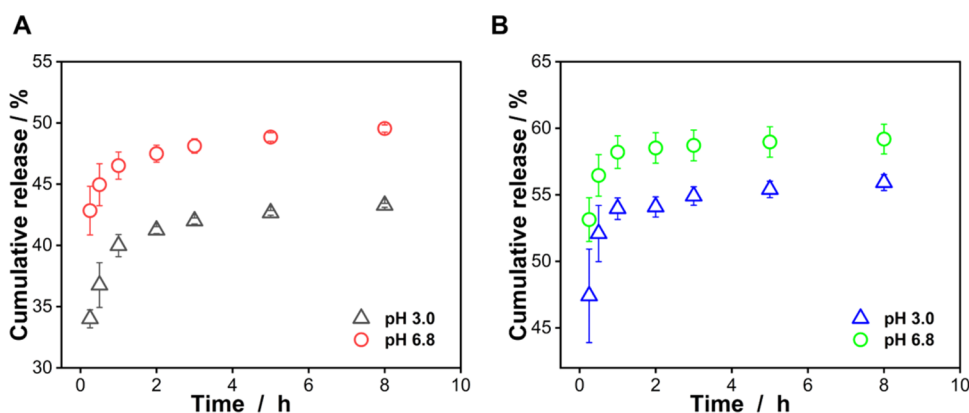 A
Cumulative release / %
55
50
45
40
35
30
0 2 4 6 8 10
Time / h
pH 3.0
pH 6.8
B
Cumulative release / %
65
60
55
50
45
0 2 4 6 8 10
Time / h
pH 3.0
pH 6.8